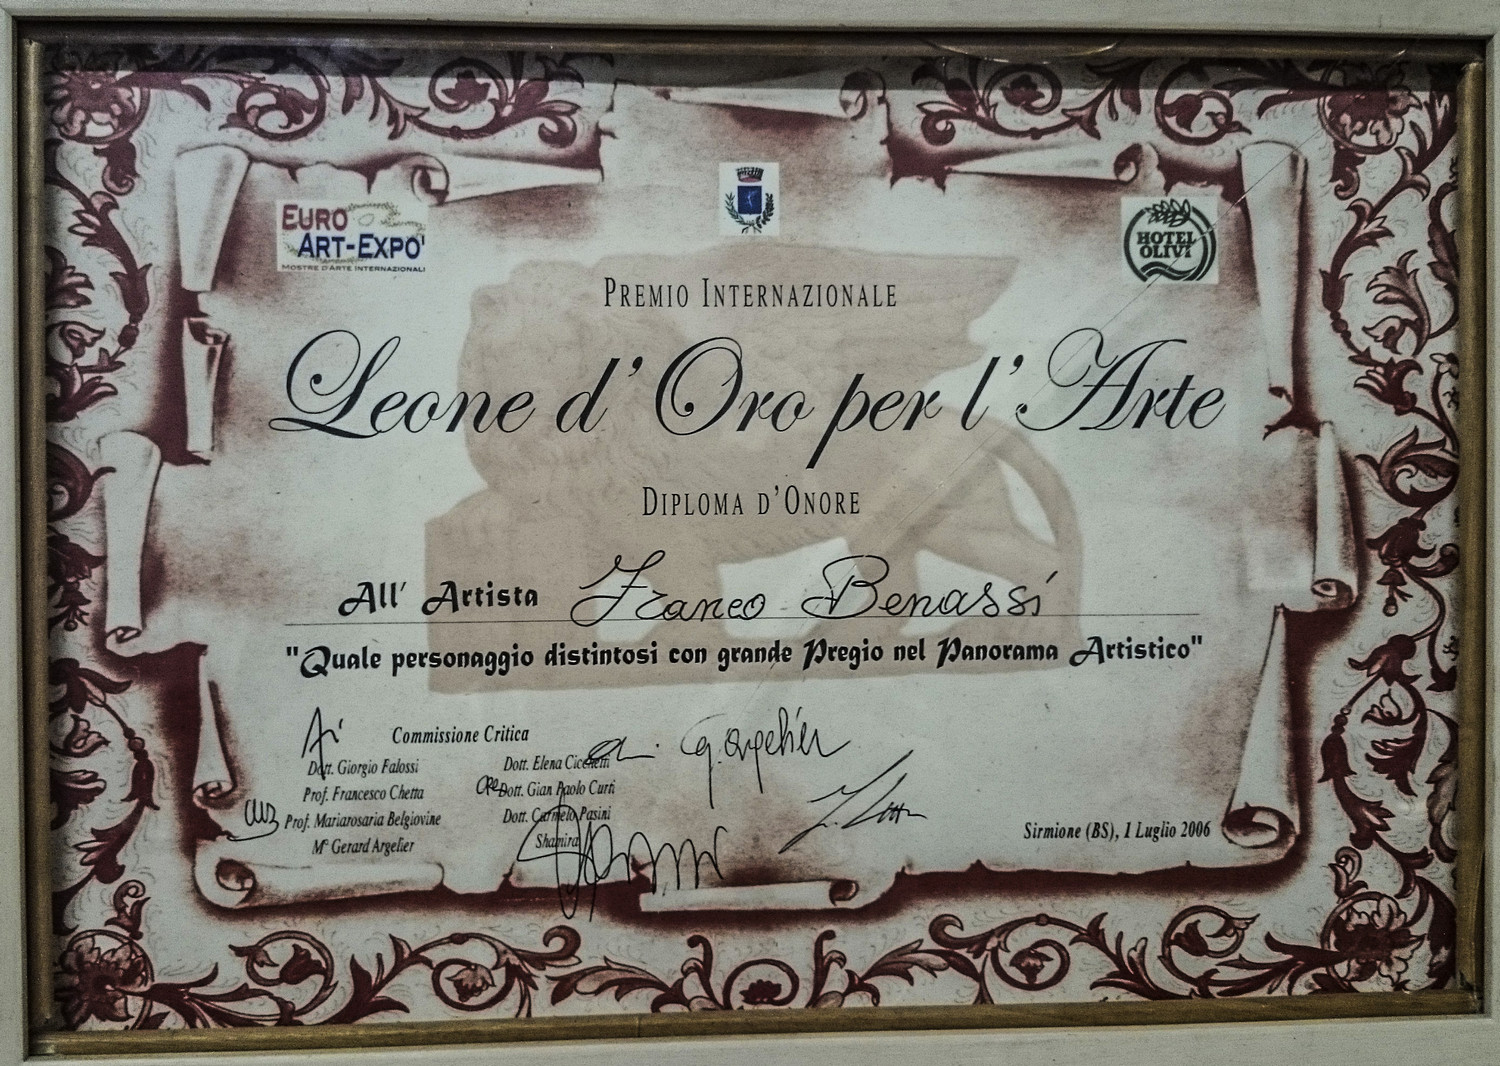 EURO
ART-EXPO'
MOSTRE D'ARTE INTERNAZIONALI
HOTEL
OLIVI
PREMIO INTERNAZIONALE
Leone d'Oro per l'Arte
DIPLOMA D'ONORE
All' Artista Franco Benassi
"Quale personaggio distintosi con grande Pregio nel Panorama Artistico"
Commissione Critica
Dott. Giorgio Falossi
Prof. Francesco Chetta
Prof. Mariarosaria Belgiovine
M° Gerard Argelier
Dott. Elena Cicchetti
Dott. Gian Paolo Curti
Dott. Carmelo Pasini
Shamira
G. Argelier
Sirmione (BS), 1 Luglio 2006